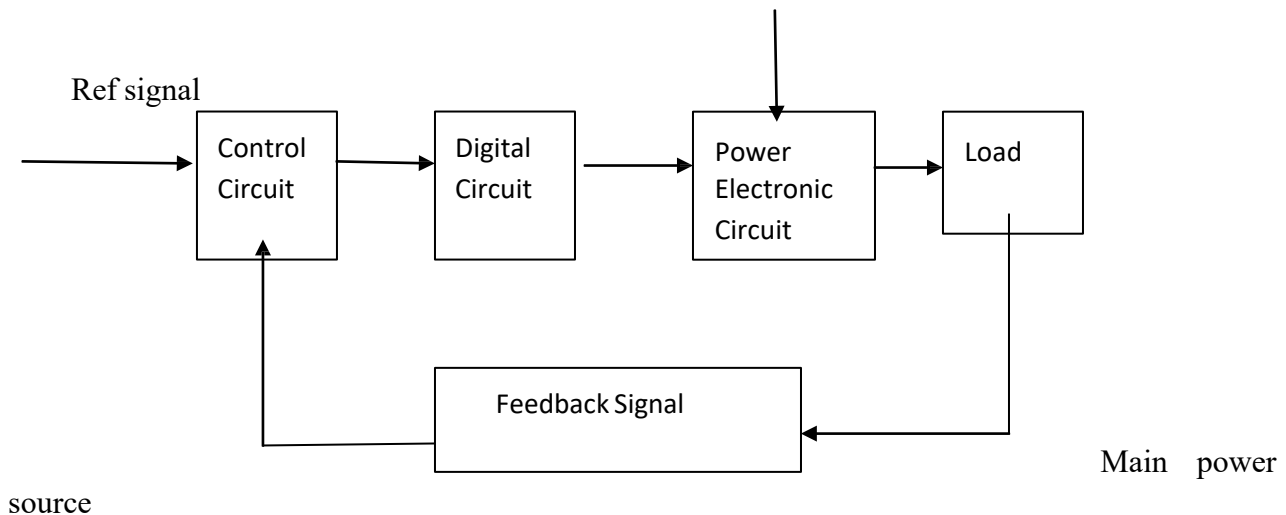 Ref signal
Control
Circuit
Digital
Circuit
Power
Electronic
Circuit
Load
Feedback Signal
Main power
source